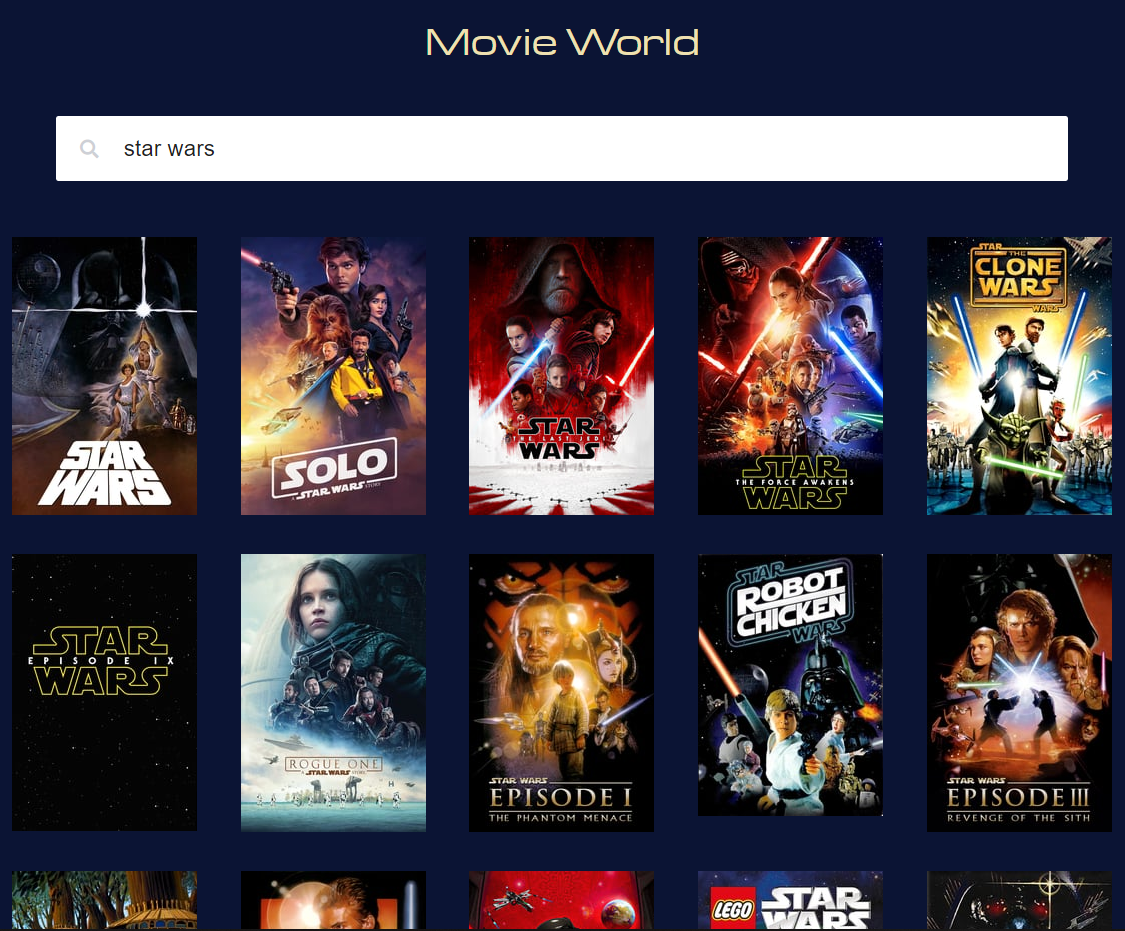 Movie World
star wars
STAR
WARS
SOLO
A STAR WARS STORY
STAR
THE LAST JEDI
WARS
STAR
THE FORCE AWAKENS
WARS
STAR
THE
CLONE
WARS
WARS
STAR
EPISODE IX
WARS
ROGUE ONE
A STAR WARS STORY
STAR WARS
EPISODE I
THE PHANTOM MENACE
STAR
ROBOT
CHICKEN
WARS
STAR WARS
EPISODE III
REVENGE OF THE SITH
LEGO
STAR
WARS